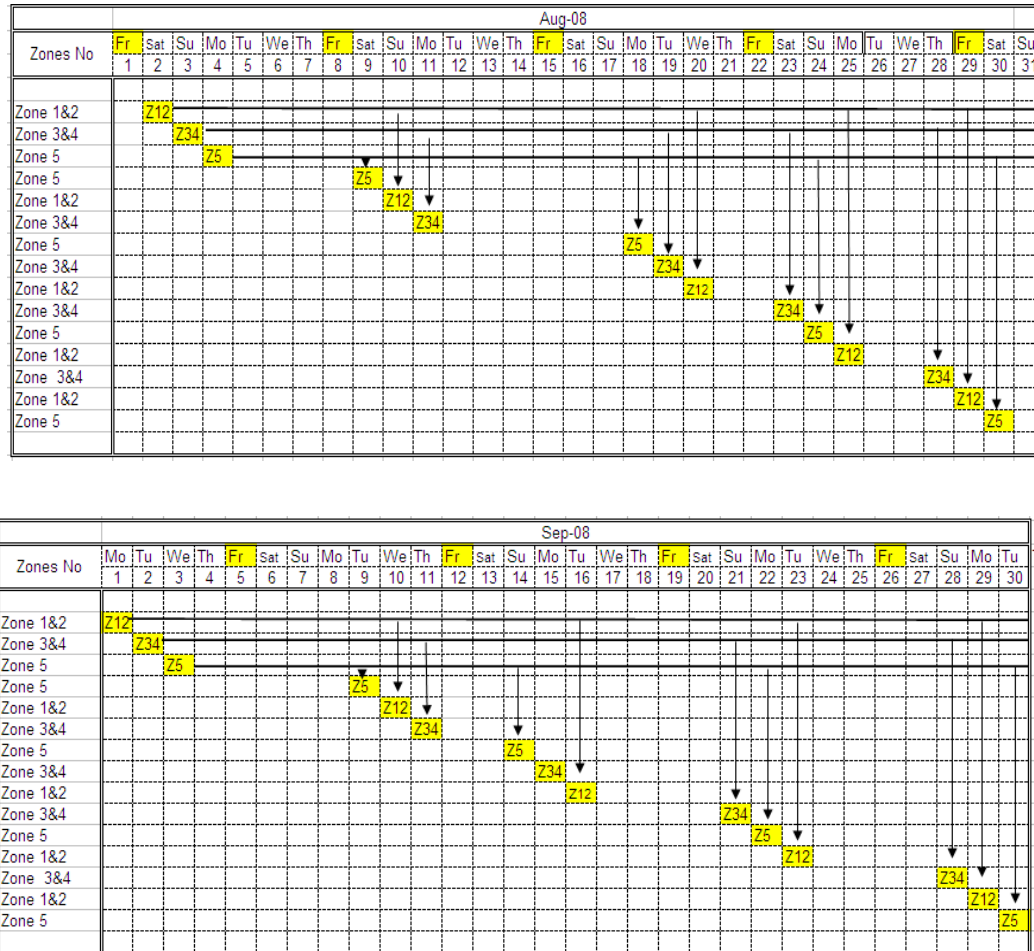 Aug-08
Zones No Fr Sat Su Mo Tu We Th Fr Sat Su Mo Tu We Th Fr Sat Su Mo Tu We Th Fr Sat Su Mo Tu We Th Fr Sat Su
1 2 3 4 5 6 7 8 9 10 11 12 13 14 15 16 17 18 19 20 21 22 23 24 25 26 27 28 29 30 31
Zone 1&2 Z12
Zone 3&4 Z34
Zone 5 Z5
Zone 5 Z5
Zone 1&2 Z12
Zone 3&4 Z34
Zone 5 Z5
Zone 3&4 Z34
Zone 1&2 Z12
Zone 3&4 Z34
Zone 5 Z5
Zone 1&2 Z12
Zone 3&4 Z34
Zone 1&2 Z12
Zone 5 Z5
Sep-08
Zones No Mo Tu We Th Fr Sat Su Mo Tu We Th Fr Sat Su Mo Tu We Th Fr Sat Su Mo Tu We Th Fr Sat Su Mo Tu
1 2 3 4 5 6 7 8 9 10 11 12 13 14 15 16 17 18 19 20 21 22 23 24 25 26 27 28 29 30
Zone 1&2 Z12
Zone 3&4 Z34
Zone 5 Z5
Zone 5 Z5
Zone 1&2 Z12
Zone 3&4 Z34
Zone 5 Z5
Zone 3&4 Z34
Zone 1&2 Z12
Zone 3&4 Z34
Zone 5 Z5
Zone 1&2 Z12
Zone 3&4 Z34
Zone 1&2 Z12
Zone 5 Z5